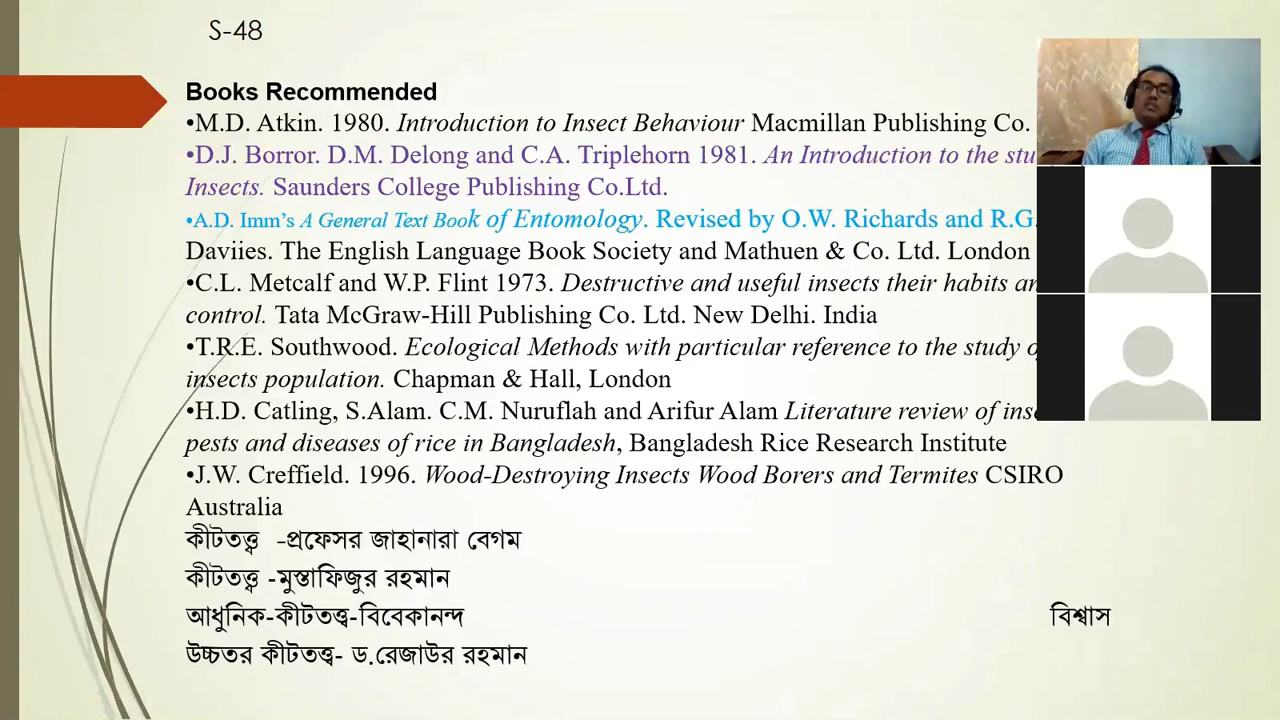 S-48
Books Recommended
•M.D. Atkin. 1980. Introduction to Insect Behaviour Macmillan Publishing Co.
•D.J. Borror. D.M. Delong and C.A. Triplehorn 1981. An Introduction to the
Insects. Saunders College Publishing Co.Ltd.
•A.D. Imm’s A General Text Book of Entomology. Revised by O.W. Richards and R.G.
Daviies. The English Language Book Society and Mathuen & Co. Ltd. London
•C.L. Metcalf and W.P. Flint 1973. Destructive and useful insects their habits
control. Tata McGraw-Hill Publishing Co. Ltd. New Delhi. India
•T.R.E. Southwood. Ecological Methods with particular reference to the study
insects population. Chapman & Hall, London
•H.D. Catling, S.Alam. C.M. Nuruflah and Arifur Alam Literature review of
pests and diseases of rice in Bangladesh, Bangladesh Rice Research Institute
•J.W. Creffield. 1996. Wood-Destroying Insects Wood Borers and Termites CSIRO
Australia
কীটতত্ত্ব -প্রফেসর জাহানারা বেগম
কীটতত্ত্ব -মুস্তাফিজুর রহমান
আধুনিক-কীটতত্ত্ব-বিবেকানন্দ বিশ্বাস
উচ্চতর কীটতত্ত্ব- ড.রেজাউর রহমান